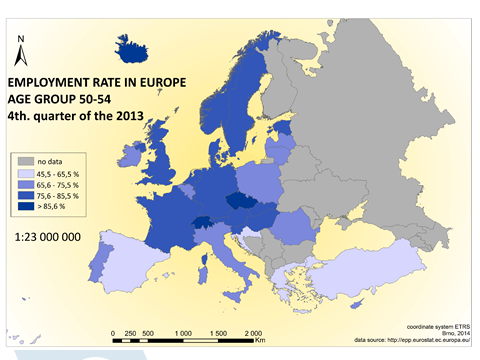 N
EMPLOYMENT RATE IN EUROPE
AGE GROUP 50-54
4th. quarter of the 2013
no data
45,5 - 65,5 %
65,6 - 75,5 %
75,6 - 85,5 %
> 85,6 %
1:23 000 000
0 250 500 1 000 1 500 2 000
Km
coordinate system ETRS
Brno, 2014
data source: http://epp.eurostat.ec.europa.eu/